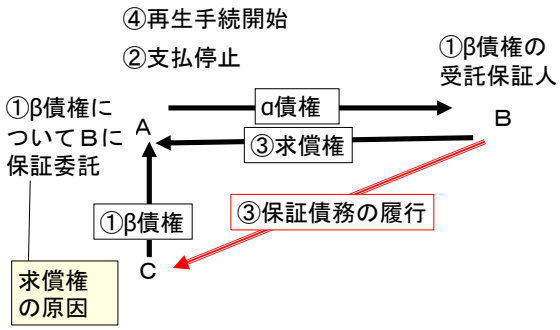 ④再生手続開始
②支払停止
①β債権の
受託保証人
①β債権に
ついてBに
保証委託
α債権
A
B
③求償権
①β債権
③保証債務の履行
C
求償権
の原因